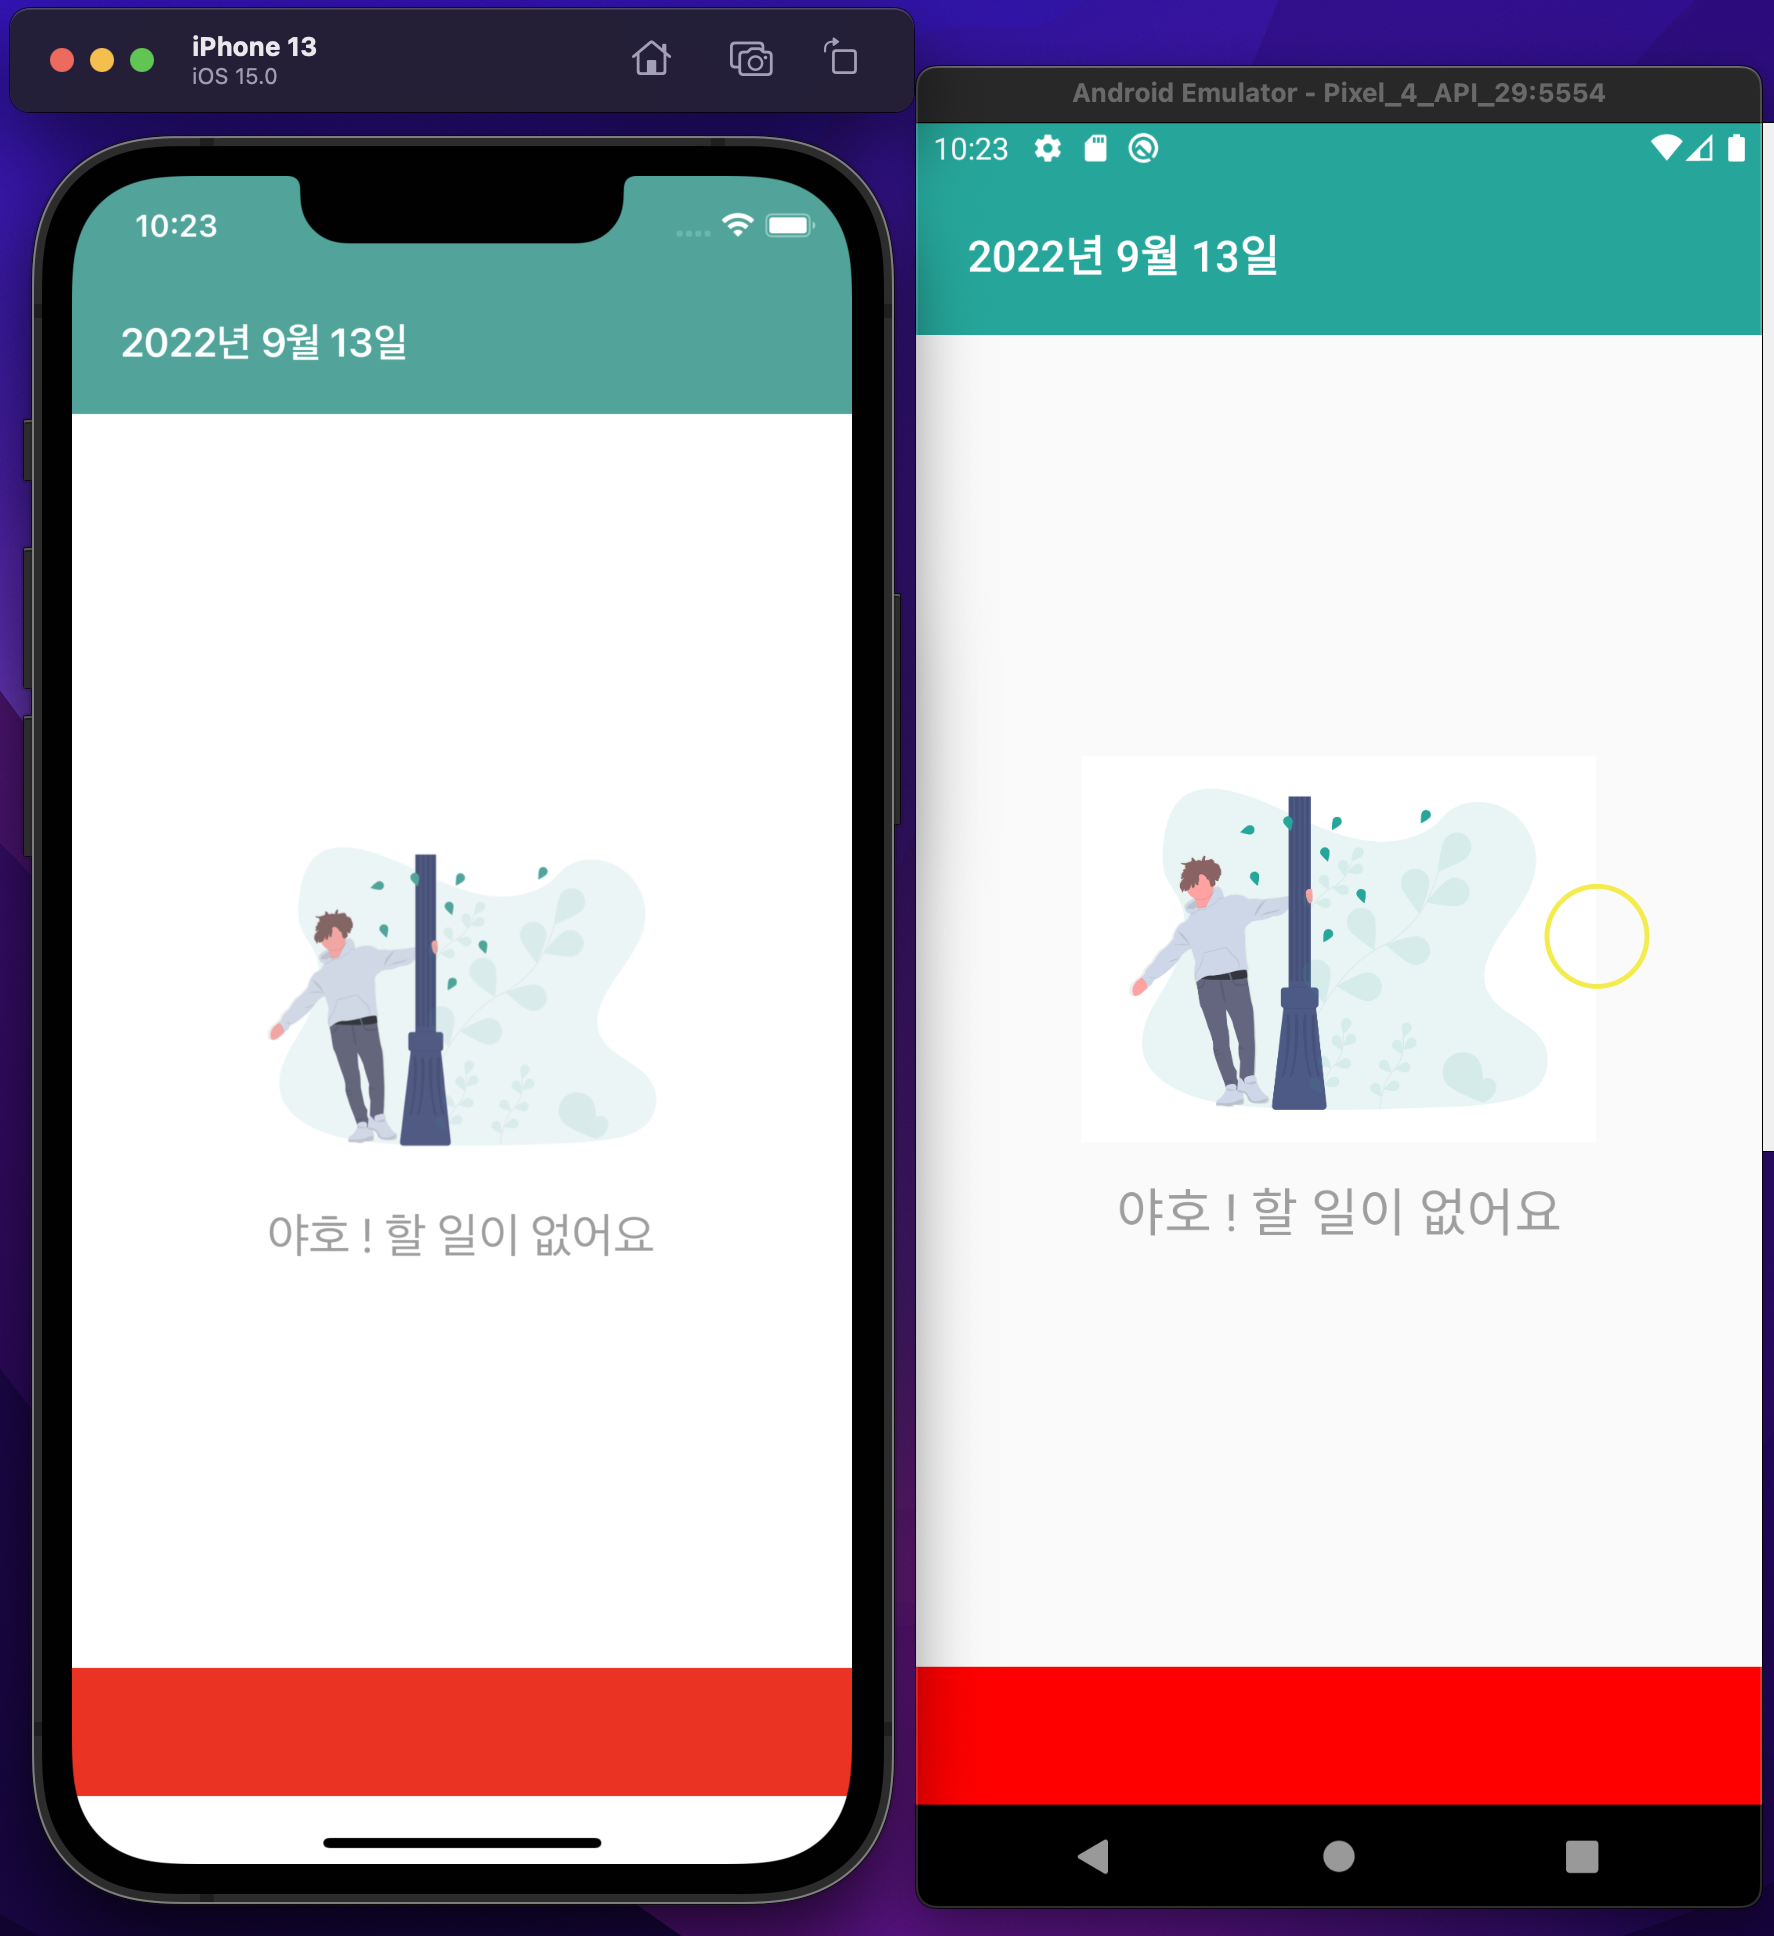 iPhone 13
iOS 15.0
10:23
2022년 9월 13일
야호 ! 할 일이 없어요
Android Emulator - Pixel_4_API_29:5554
10:23
2022년 9월 13일
야호 ! 할 일이 없어요